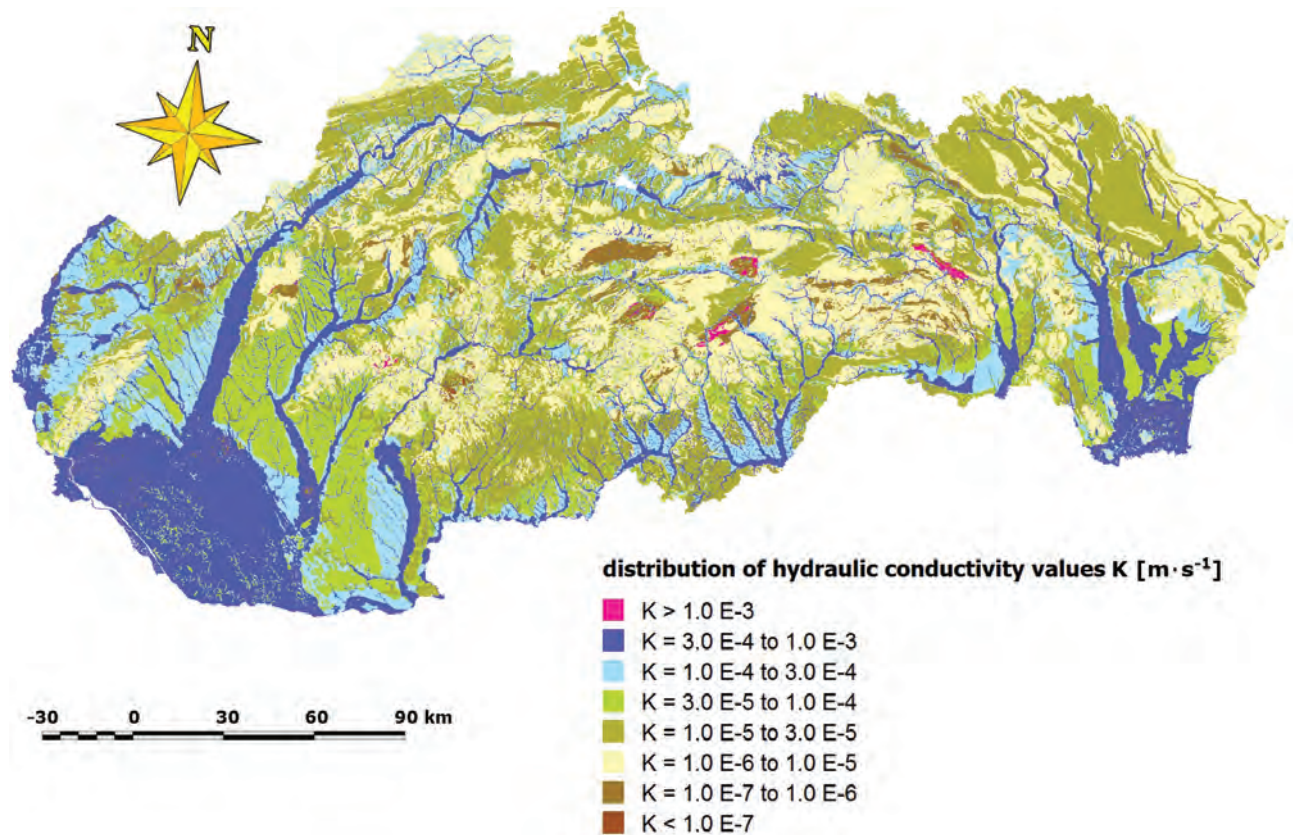 N
distribution of hydraulic conductivity values K [m·s⁻¹]
K > 1.0 E-3
K = 3.0 E-4 to 1.0 E-3
K = 1.0 E-4 to 3.0 E-4
K = 3.0 E-5 to 1.0 E-4
K = 1.0 E-5 to 3.0 E-5
K = 1.0 E-6 to 1.0 E-5
K = 1.0 E-7 to 1.0 E-6
K < 1.0 E-7
-30 0 30 60 90 km